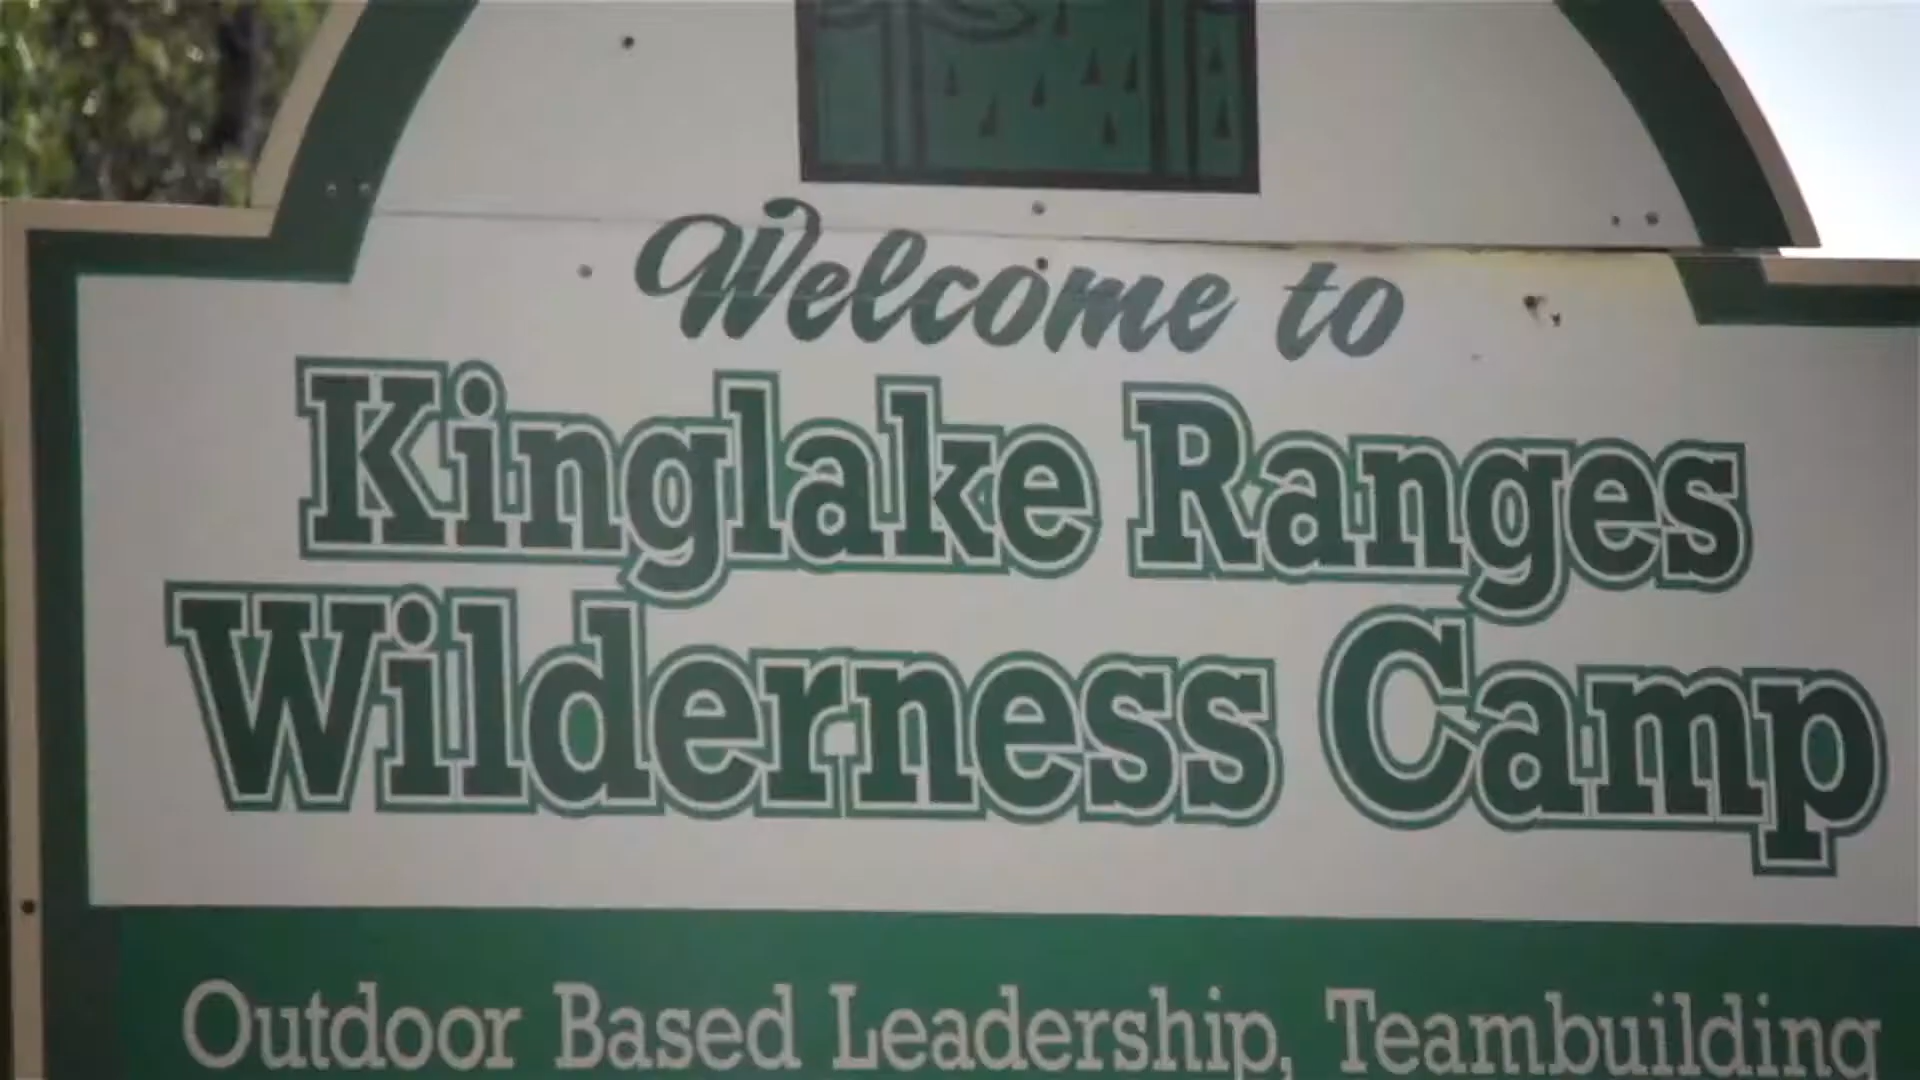 Welcome to
Kinglake Ranges
Wilderness Camp
Outdoor Based Leadership, Teambuilding